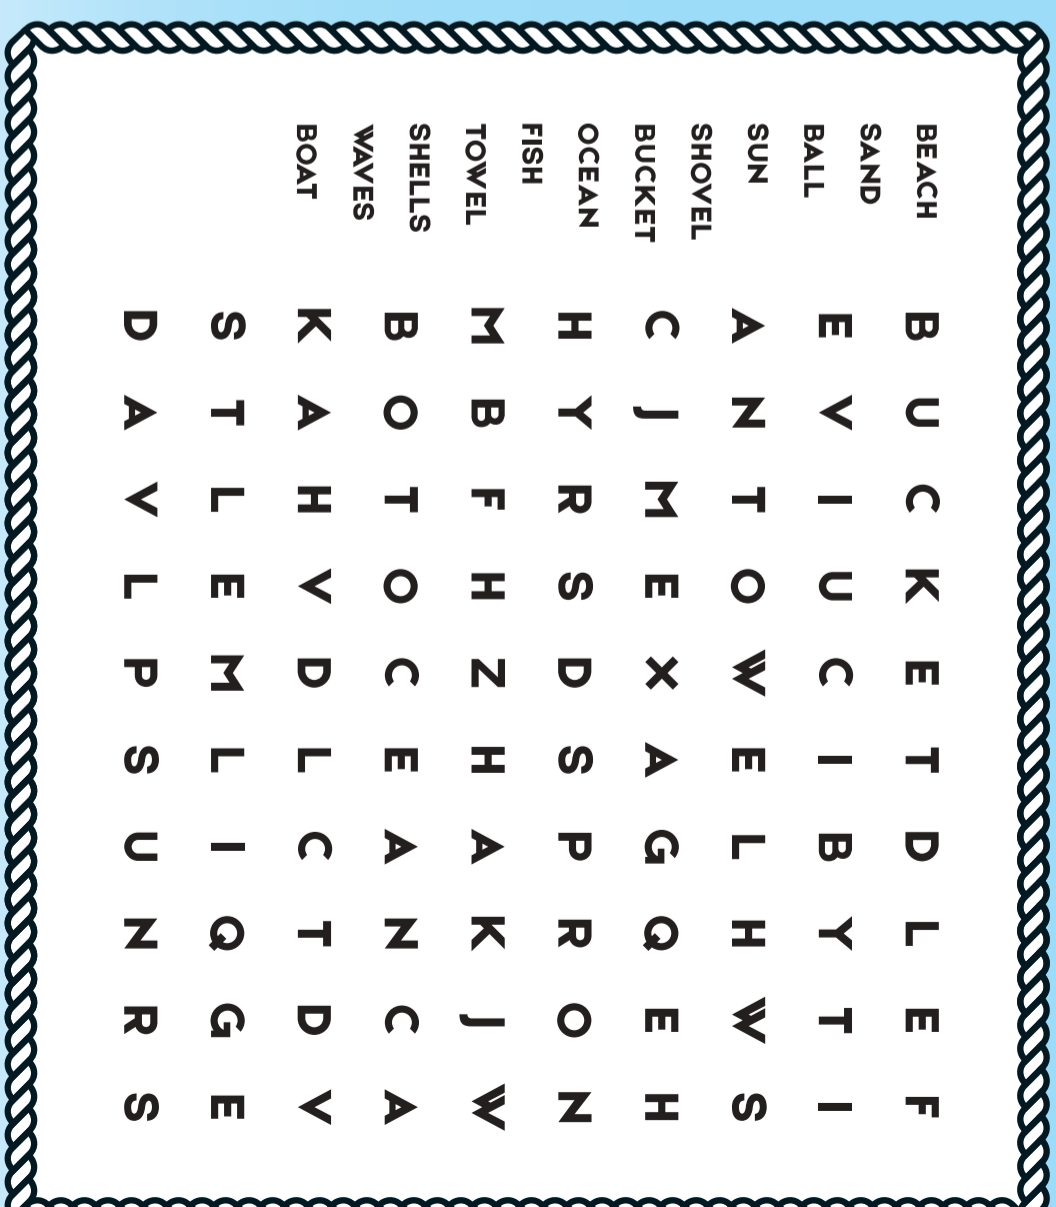 BEACH
SAND
BALL
SUN
SHOVEL
BUCKET
OCEAN
FISH
TOWEL
SHELLS
WAVES
BOAT
B U C K E T D L E F
E V I U C I B Y T I
A N T O W E L H W S
C J M E X A G Q E H
H Y R S D S P R O N
M B F H Z H A K J W
B O T O C E A N C A
K A H V D L C T D V
S T L E M L I Q G E
D A V L P S U N R S